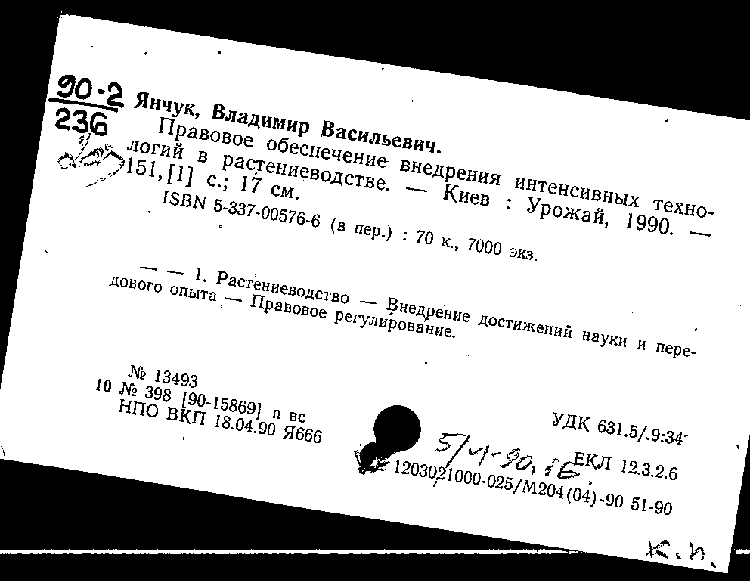 90-2
236
Янчук, Владимир Васильевич.
Правовое обеспечение внедрения интенсивных техно-
логий в растениеводстве. — Киев : Урожай, 1990. —
151,[1] с.; 17 см.
ISBN 5-337-00576-6 (в пер.) : 70 к., 7000 экз.
— — 1. Растениеводство — Внедрение достижений науки и пере-
дового опыта — Правовое регулирование.
№ 13493
10 № 398 [90-15869] п вс
НПО ВКП 18.04.90 Я666
УДК 631.5/.9:34
ЕКЛ 12.3.2.6
1203021000-025/М204(04)-90 51-90
к.п.